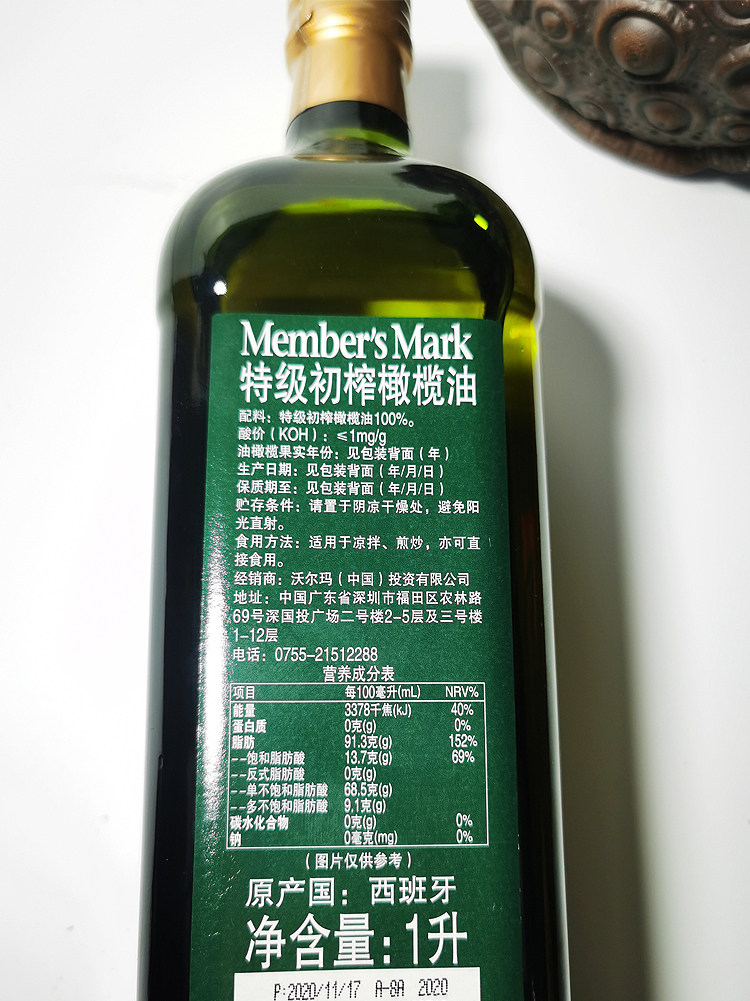 Member's Mark
特级初榨橄榄油
配料：特级初榨橄榄油100%。
酸价（KOH）：≤1mg/g
油橄榄果实年份：见包装背面（年）
生产日期：见包装背面（年/月/日）
保质期至：见包装背面（年/月/日）
贮存条件：请置于阴凉干燥处，避免阳
光直射。
食用方法：适用于凉拌、煎炒，亦可直
接食用。
经销商：沃尔玛（中国）投资有限公司
地址：中国广东省深圳市福田区农林路
69号深国投广场二号楼2-5层及三号楼
1-12层
电话：0755-21512288
营养成分表
项目 每100毫升(mL) NRV%
能量 3378千焦(kJ) 40%
蛋白质 0克(g) 0%
脂肪 91.3克(g) 152%
--饱和脂肪酸 13.7克(g) 69%
--反式脂肪酸 0克(g)
--单不饱和脂肪酸 68.5克(g)
--多不饱和脂肪酸 9.1克(g)
碳水化合物 0克(g) 0%
钠 0毫克(mg) 0%
（图片仅供参考）
原产国：西班牙
净含量：1升
P:2020/11/17 A-8A 2020